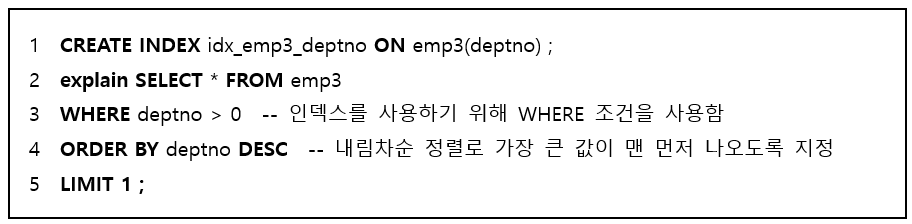 1 CREATE INDEX idx_emp3_deptno ON emp3(deptno) ;
2 explain SELECT * FROM emp3
3 WHERE deptno > 0 -- 인덱스를 사용하기 위해 WHERE 조건을 사용함
4 ORDER BY deptno DESC -- 내림차순 정렬로 가장 큰 값이 맨 먼저 나오도록 지정
5 LIMIT 1 ;